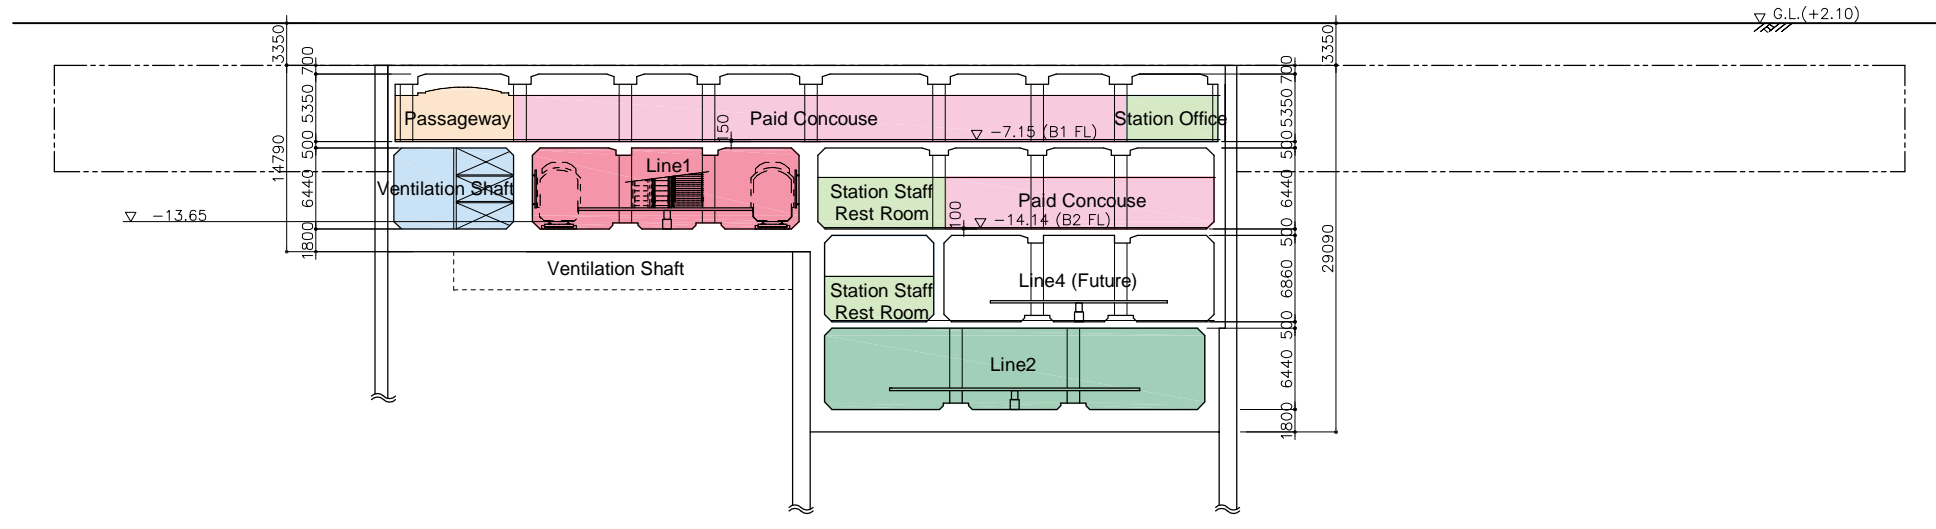 G.L.(+2.10)
3350
3350
700
700
5350
5350
Passageway
Paid Concouse
Station Office
150
-7.15 (B1 FL)
500
500
14790
Line1
Ventilation Shaft
6440
6440
Station Staff
Rest Room
Paid Concouse
-13.65
100
-14.14 (B2 FL)
1800
500
29090
Ventilation Shaft
Line4 (Future)
6860
Station Staff
Rest Room
500
Line2
6440
1800